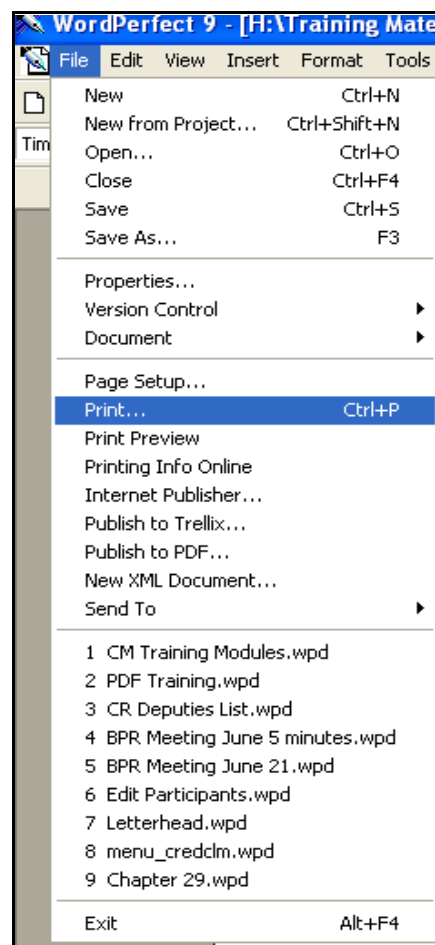 WordPerfect 9 - [H:\Training Mate
File Edit View Insert Format Tools
Tim
New Ctrl+N
New from Project... Ctrl+Shift+N
Open... Ctrl+O
Close Ctrl+F4
Save Ctrl+S
Save As... F3
Properties...
Version Control
Document
Page Setup...
Print... Ctrl+P
Print Preview
Printing Info Online
Internet Publisher...
Publish to Trellix...
Publish to PDF...
New XML Document...
Send To
1 CM Training Modules.wpd
2 PDF Training.wpd
3 CR Deputies List.wpd
4 BPR Meeting June 5 minutes.wpd
5 BPR Meeting June 21.wpd
6 Edit Participants.wpd
7 Letterhead.wpd
8 menu_credclm.wpd
9 Chapter 29.wpd
Exit Alt+F4